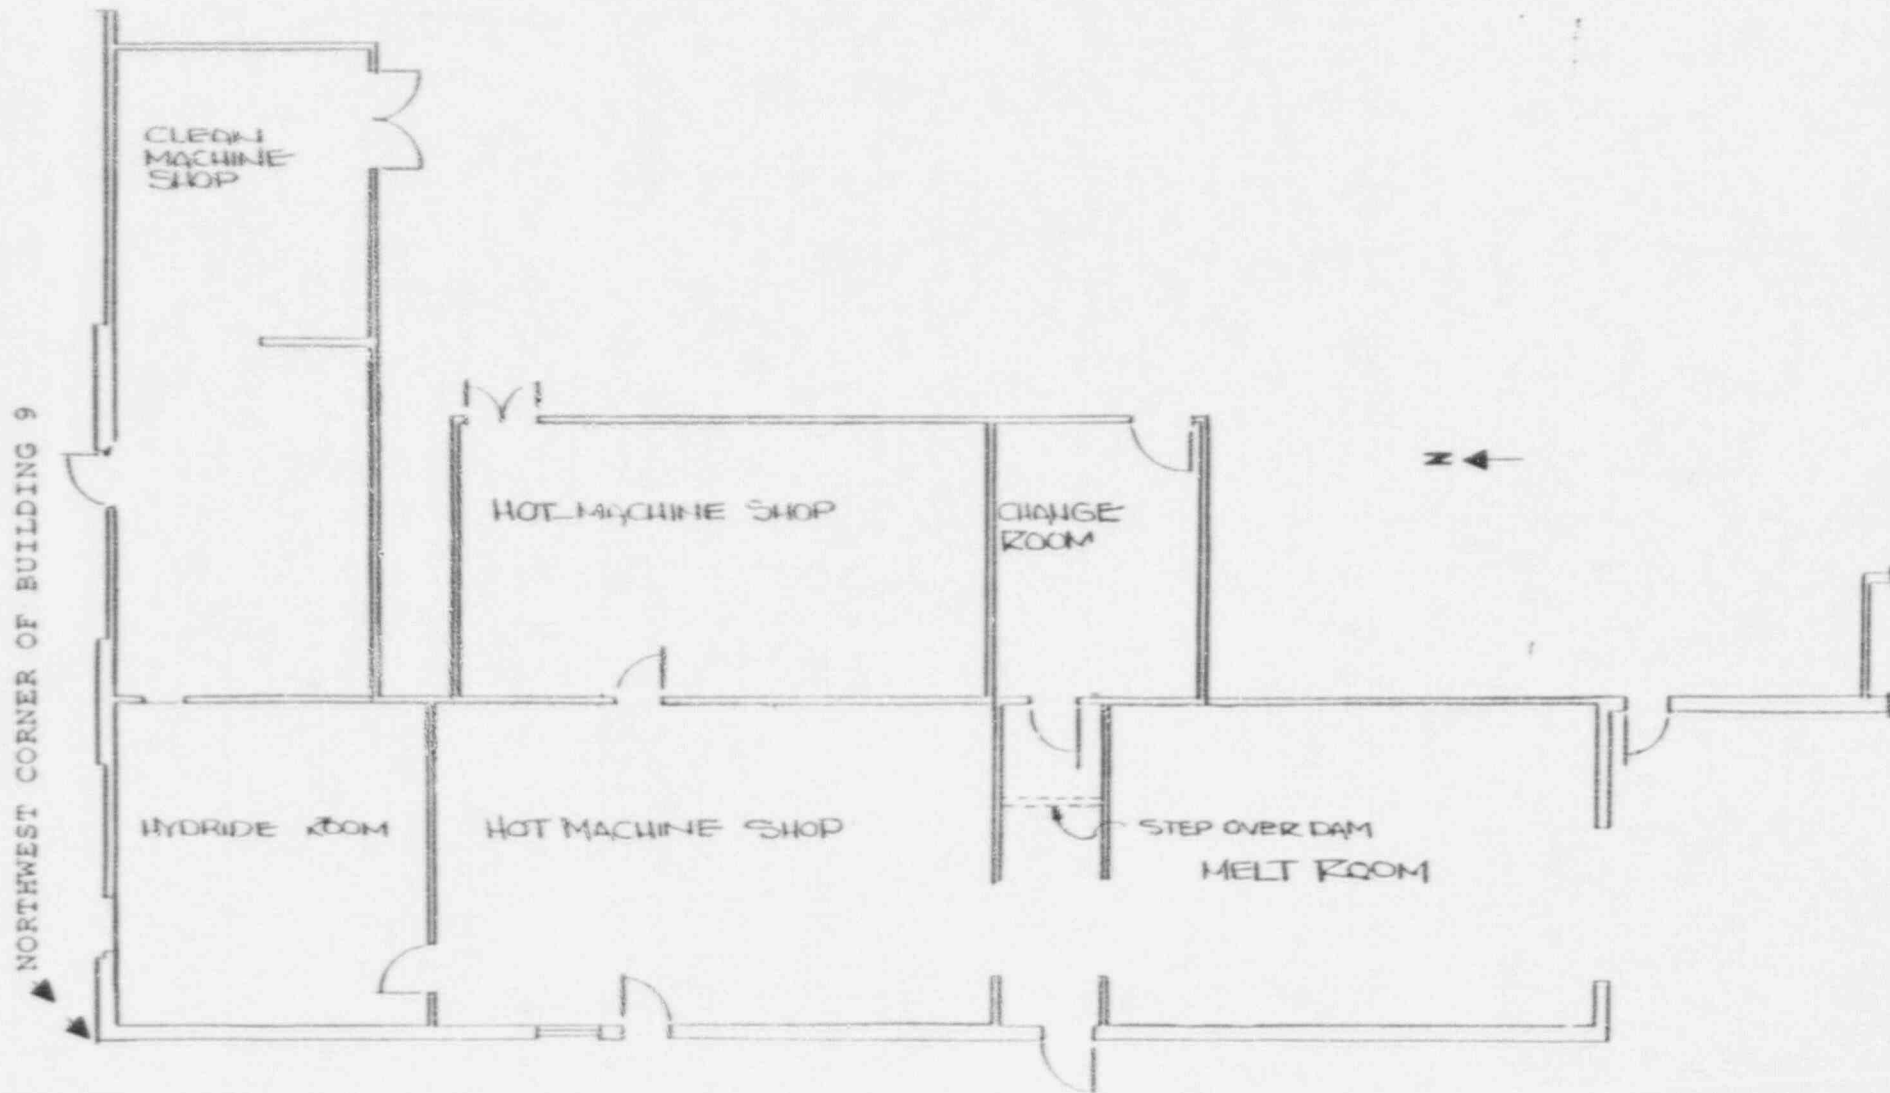 CLEAN
MACHINE
SHOP
NORTHWEST CORNER OF BUILDING 9
N
HOT MACHINE SHOP
CHANGE
ROOM
HYDRIDE ROOM
HOT MACHINE SHOP
STEP OVER DAM
MELT ROOM